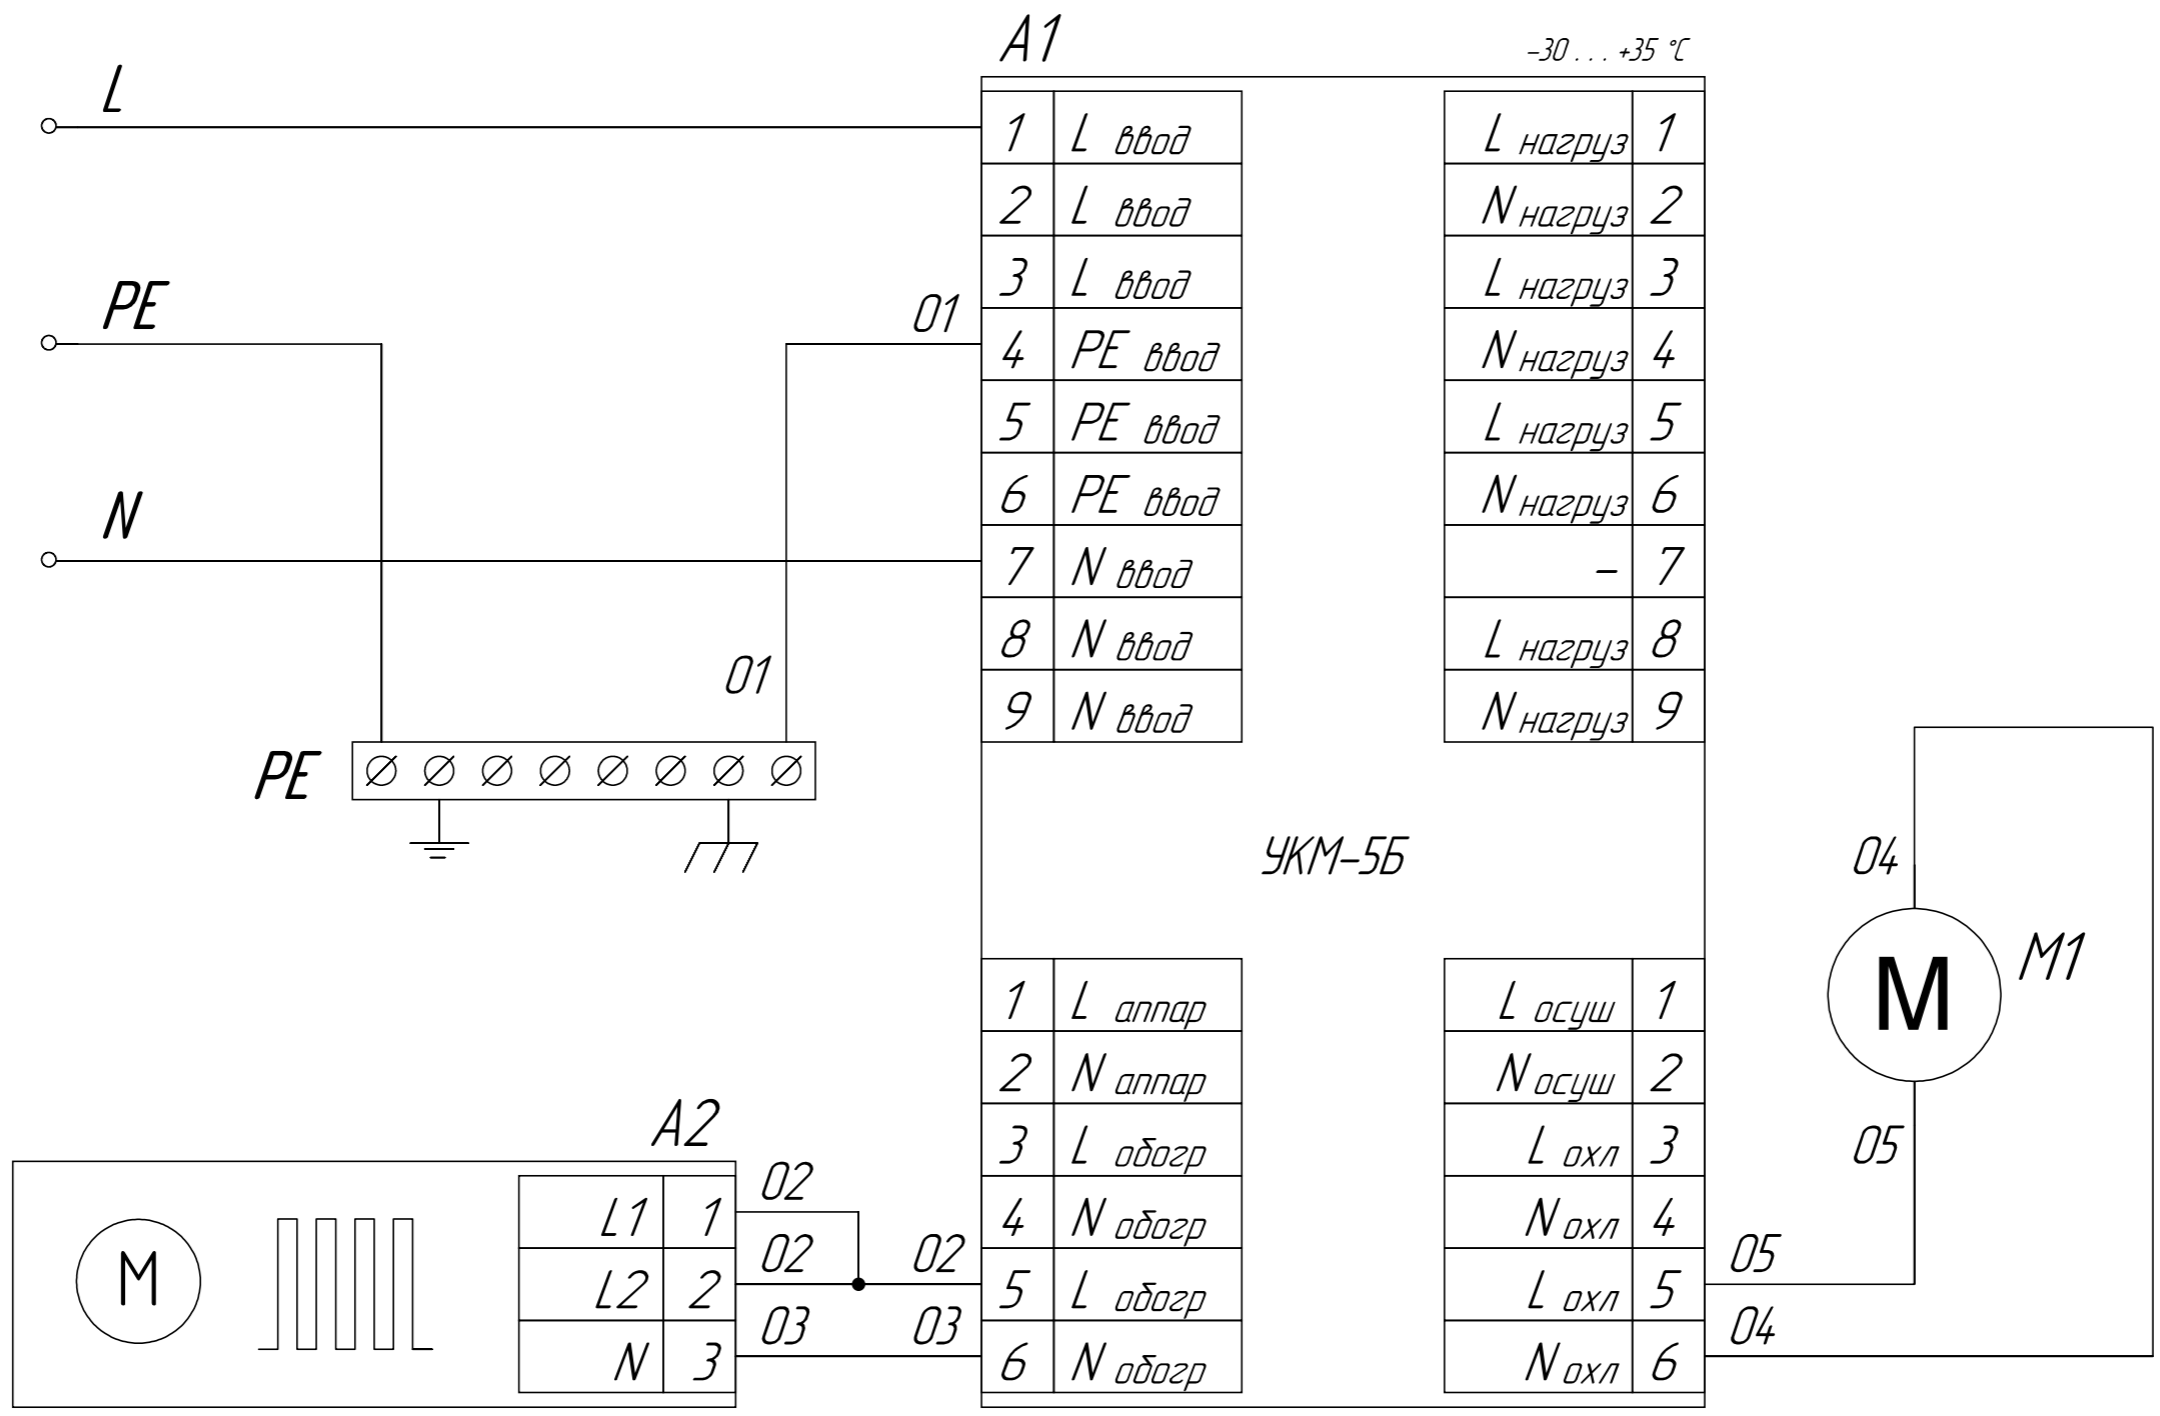 A1
-30 . . . +35 °C
L
1 L ввод
2 L ввод
3 L ввод
4 PE ввод
5 PE ввод
6 PE ввод
7 N ввод
8 N ввод
9 N ввод
L нагруз 1
N нагруз 2
L нагруз 3
N нагруз 4
L нагруз 5
N нагруз 6
- 7
L нагруз 8
N нагруз 9
PE
01
N
01
PE
УКМ-5Б
04
M
M1
05
1 L аппар
2 N аппар
3 L обогр
4 N обогр
5 L обогр
6 N обогр
L осуш 1
N осуш 2
L охл 3
N охл 4
L охл 5
N охл 6
05
04
A2
M
L1 1
L2 2
N 3
02
02 02
03 03